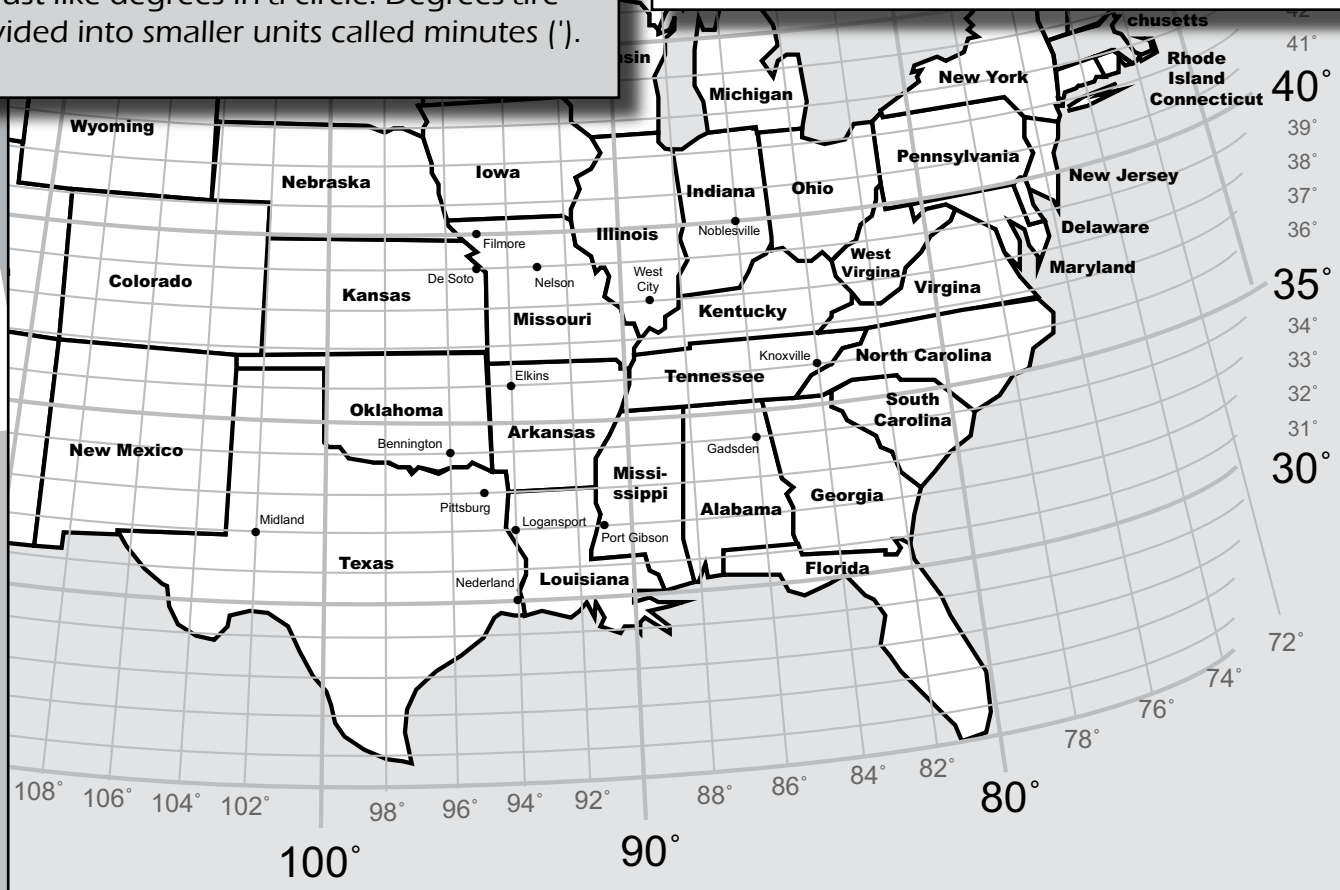 just like degrees in a circle. Degrees are
vided into smaller units called minutes (').
chusetts
Rhode
Island
Connecticut
sin
Michigan
New York
Wyoming
Nebraska
Iowa
Indiana
Ohio
Pennsylvania
New Jersey
Delaware
Maryland
Noblesville
Illinois
Filmore
Colorado
Kansas
De Soto
Nelson
Missouri
West
City
Kentucky
West
Virgina
Virgina
Knoxville
North Carolina
Tennessee
South
Carolina
Elkins
Oklahoma
Arkansas
Bennington
New Mexico
Missi-
ssippi
Gadsden
Alabama
Georgia
Pittsburg
Midland
Logansport
Port Gibson
Texas
Nederland
Louisiana
Florida
42
41°
40°
39°
38°
37°
36°
35°
34°
33°
32°
31°
30°
72°
74°
76°
78°
80°
82°
84°
86°
88°
90°
92°
94°
96°
98°
100°
102°
104°
106°
108°